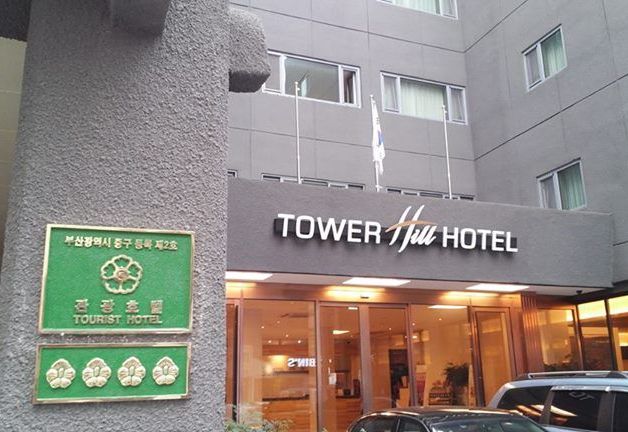 부산광역시 중구 등록 제2호
관광호텔
TOURIST HOTEL
TOWER Hill HOTEL
BIN'S